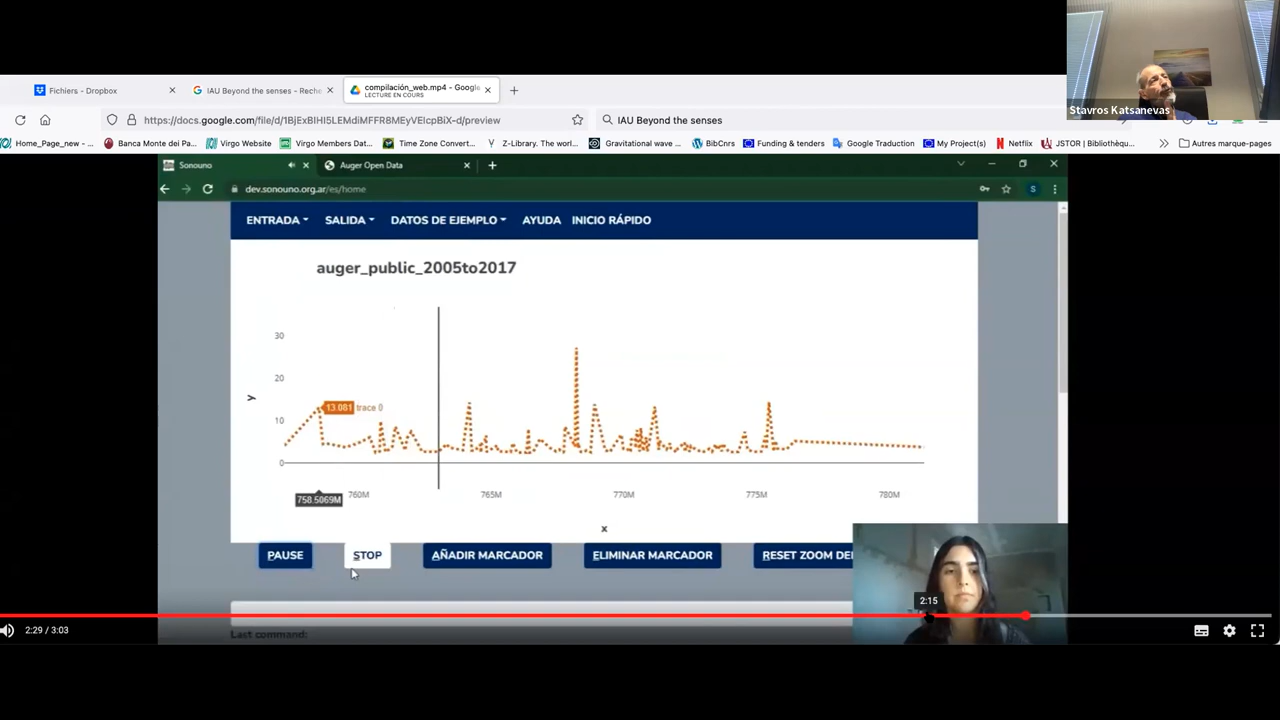 Stavros Katsanevas
Fichiers - Dropbox
IAU Beyond the senses - Reche
compilación_web.mp4 - Google
LECTURE EN COURS
https://docs.google.com/file/d/1BjExBIHI5LEMdiMFFR8MEyVEIcpBiX-d/preview
IAU Beyond the senses
Home_Page_new
Banca Monte dei Pa...
Virgo Website
Virgo Members Dat...
Time Zone Convert...
Z-Library. The worl...
Gravitational wave ...
BibCnrs
Funding & tenders
Google Traduction
My Project(s)
Netflix
JSTOR | Bibliothèqu...
Autres marque-pages
Sonouno
Auger Open Data
dev.sonouno.org.ar/es/home
S
ENTRADA
SALIDA
DATOS DE EJEMPLO
AYUDA
INICIO RÁPIDO
auger_public_2005to2017
30
20
10
0
y
13.081 trace 0
758.5069M
760M
765M
770M
775M
780M
x
PAUSE
STOP
AÑADIR MARCADOR
ELIMINAR MARCADOR
RESET ZOOM DEL
2:15
Last command:
2:29 / 3:03